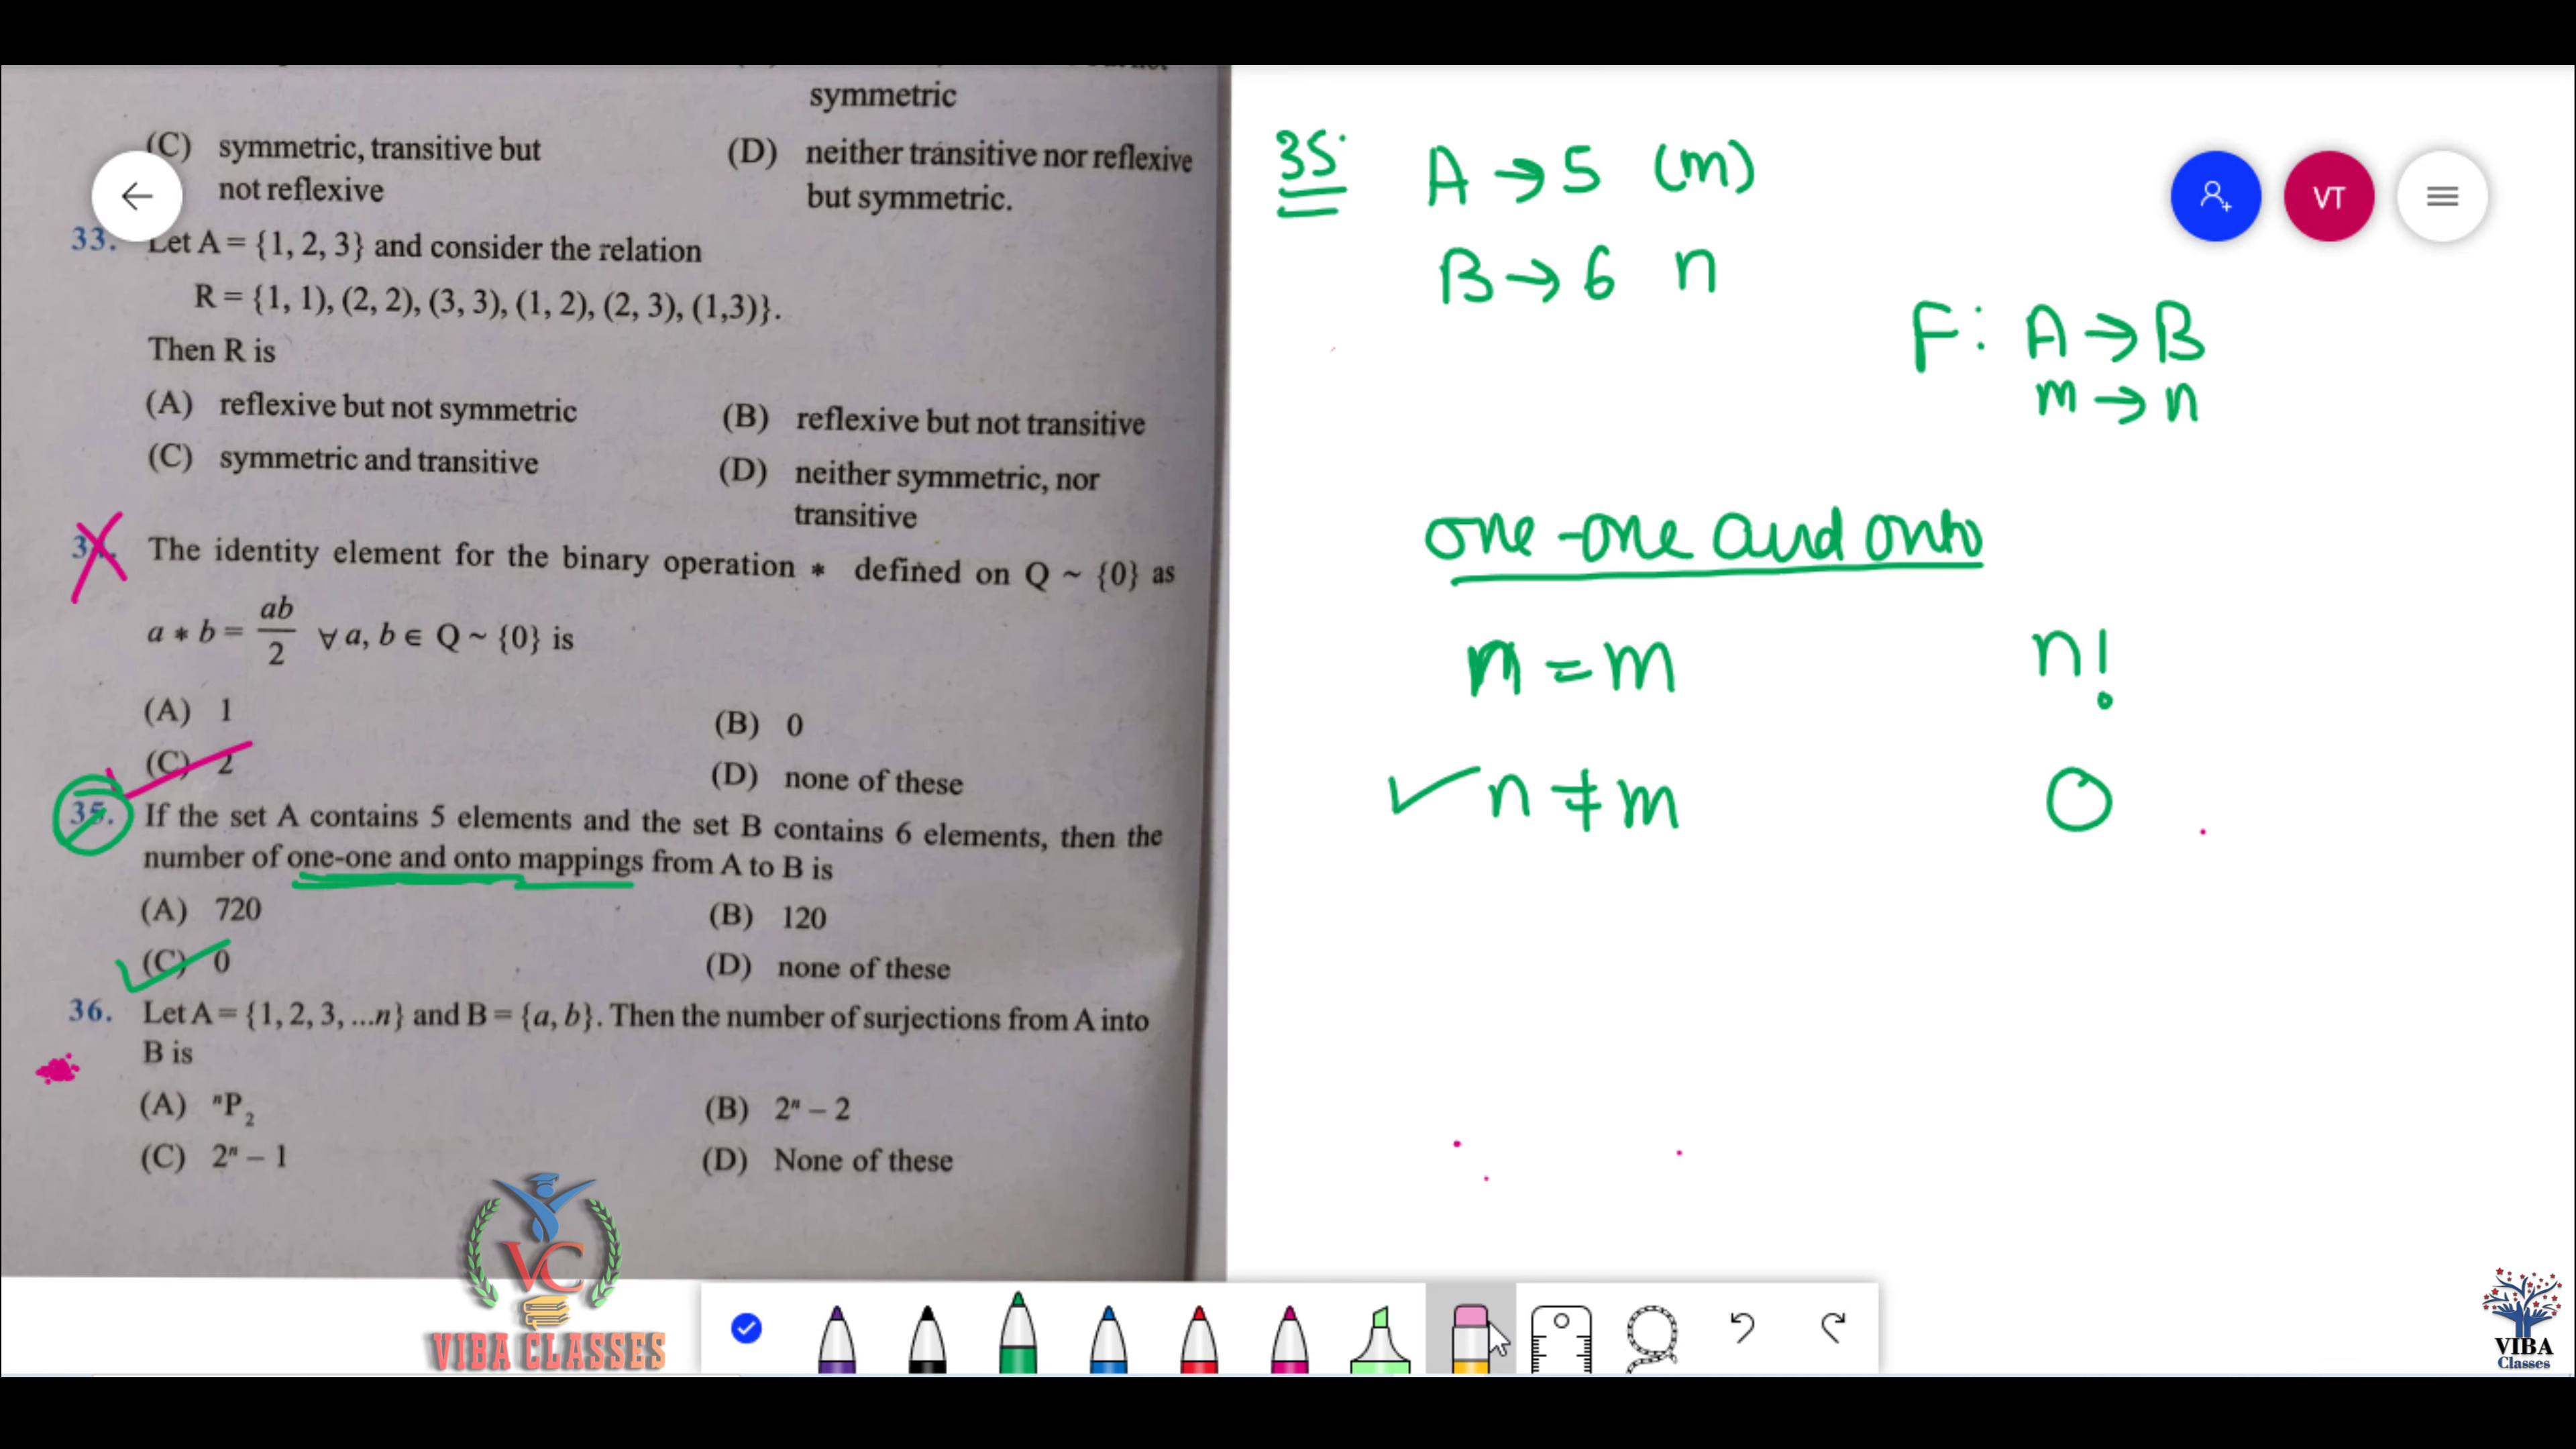 symmetric
(C) symmetric, transitive but not reflexive
(D) neither transitive nor reflexive but symmetric.
33. Let A = {1, 2, 3} and consider the relation
R = {1, 1), (2, 2), (3, 3), (1, 2), (2, 3), (1,3)}.
Then R is
(A) reflexive but not symmetric
(B) reflexive but not transitive
(C) symmetric and transitive
(D) neither symmetric, nor transitive
The identity element for the binary operation * defined on Q ~ {0} as
a * b = ab/2 ∀ a, b ∈ Q ~ {0} is
(A) 1
(B) 0
(C) 2
(D) none of these
35. If the set A contains 5 elements and the set B contains 6 elements, then the
number of one-one and onto mappings from A to B is
(A) 720
(B) 120
(C) 0
(D) none of these
36. Let A = {1, 2, 3, ...n} and B = {a, b}. Then the number of surjections from A into
B is
(A) ⁿP₂
(B) 2ⁿ – 2
(C) 2ⁿ – 1
(D) None of these
VC
VIBA CLASSES
35. A → 5 (m)
B → 6 n
F: A → B
m → n
one-one and onto
n = m n!
n ≠ m 0
VT
VIBA
Classes